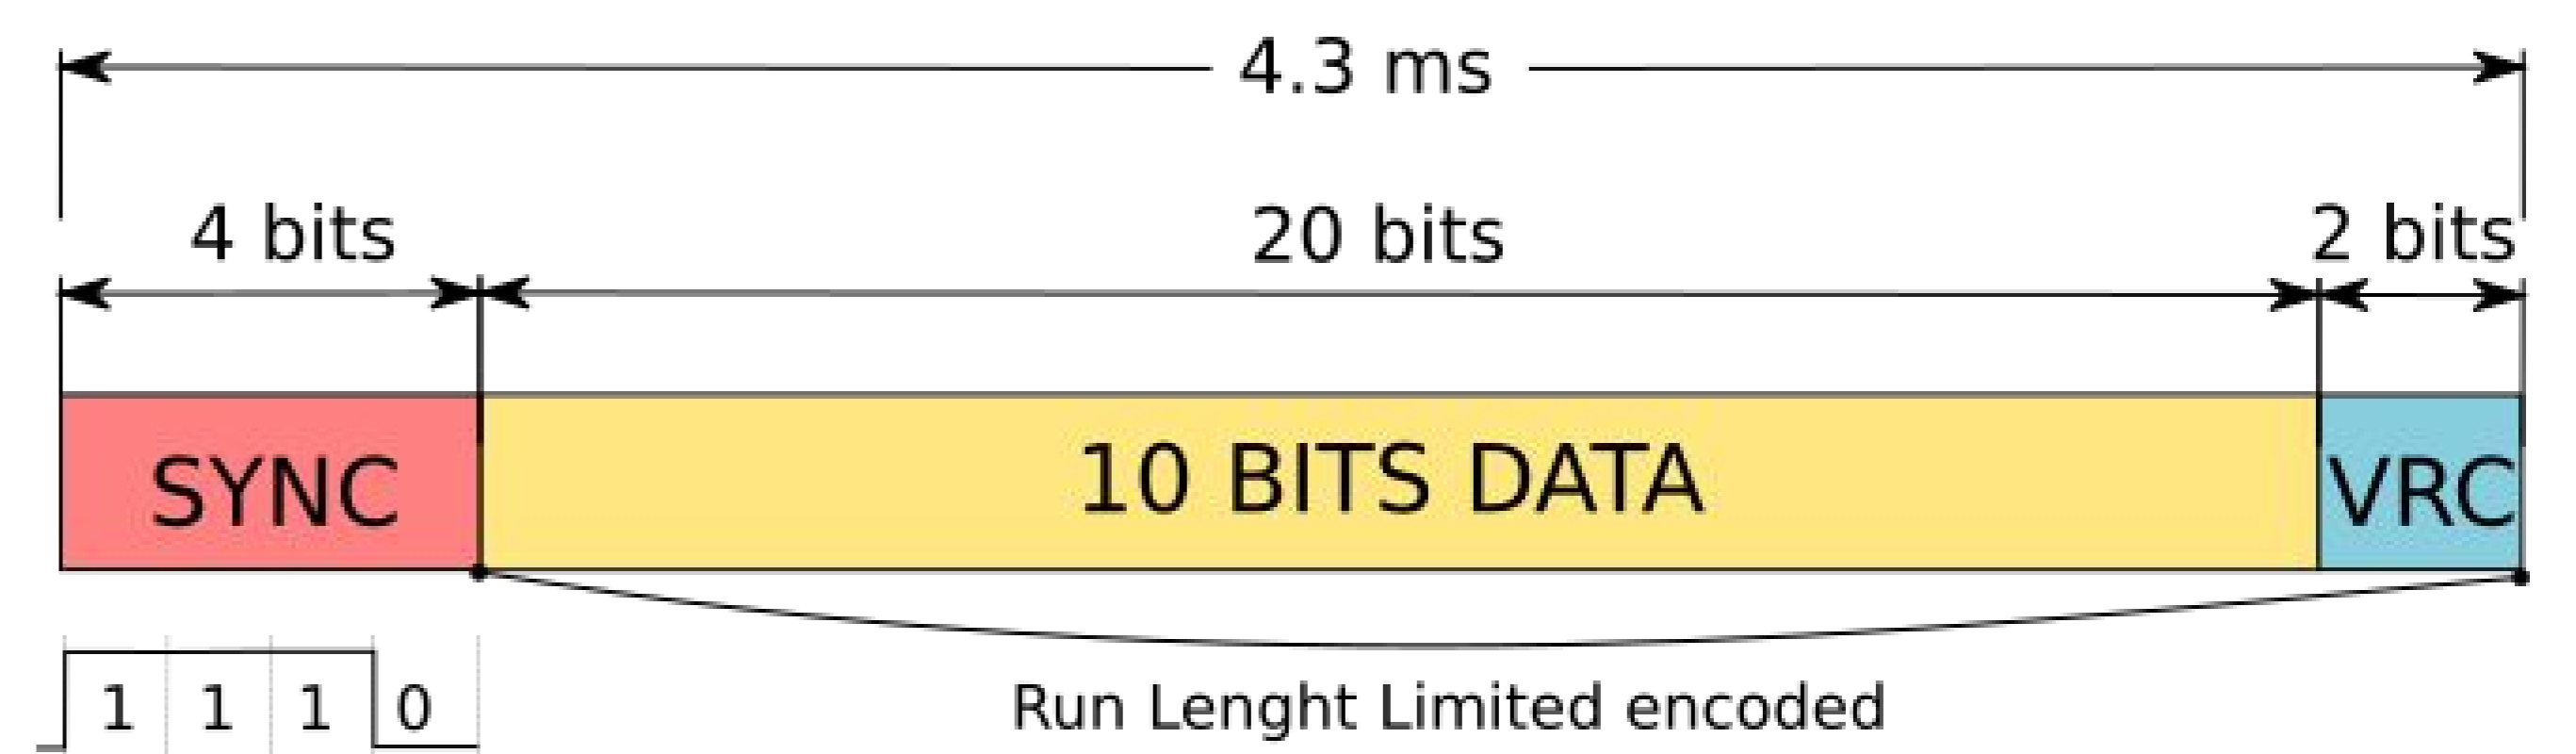 4.3 ms
4 bits 20 bits 2 bits
SYNC 10 BITS DATA VRC
1 1 1 0
Run Lenght Limited encoded